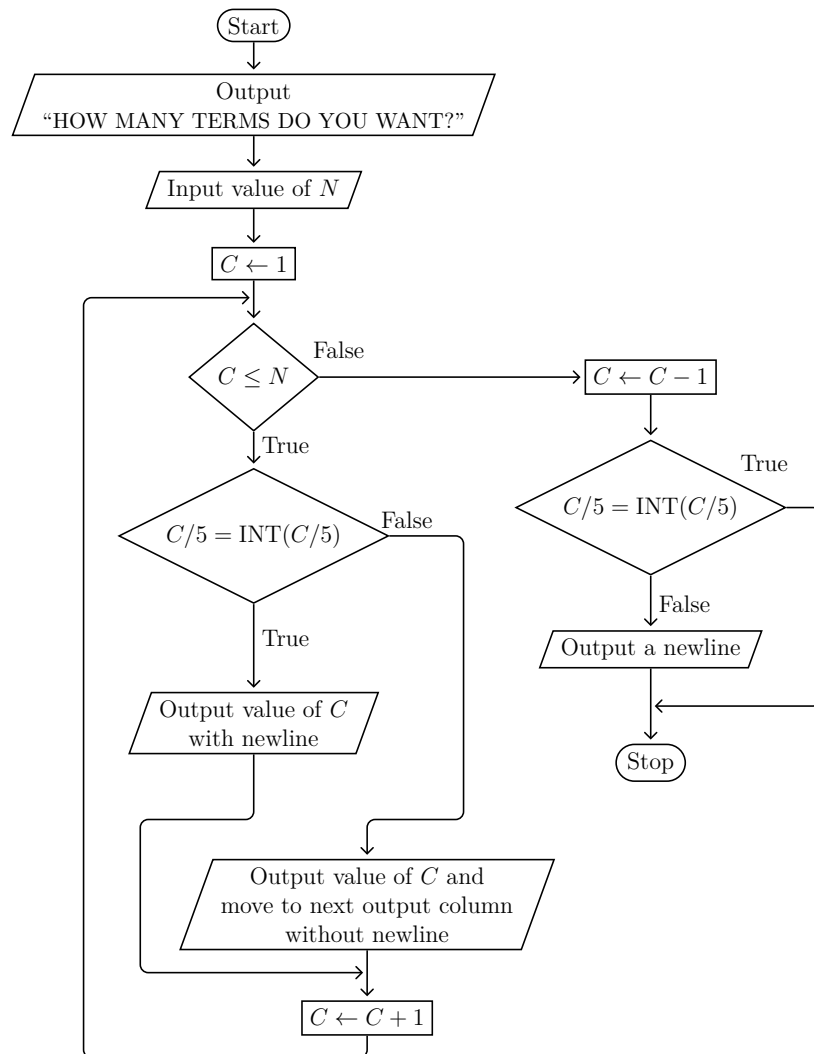 Start
Output
“HOW MANY TERMS DO YOU WANT?”
Input value of N
C ← 1
C ≤ N
False
True
C/5 = INT(C/5)
False
True
Output value of C
with newline
Output value of C and
move to next output column
without newline
C ← C + 1
C ← C − 1
C/5 = INT(C/5)
True
False
Output a newline
Stop